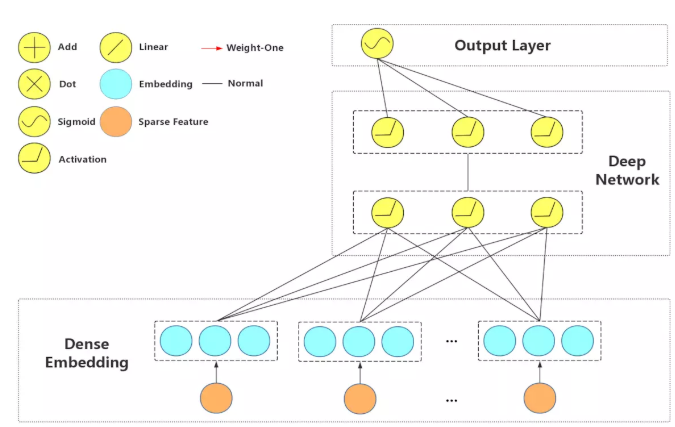 Output Layer
Add
Linear
Weight-One
Dot
Embedding
Normal
Sigmoid
Sparse Feature
Activation
Deep
Network
...
Dense
Embedding
...